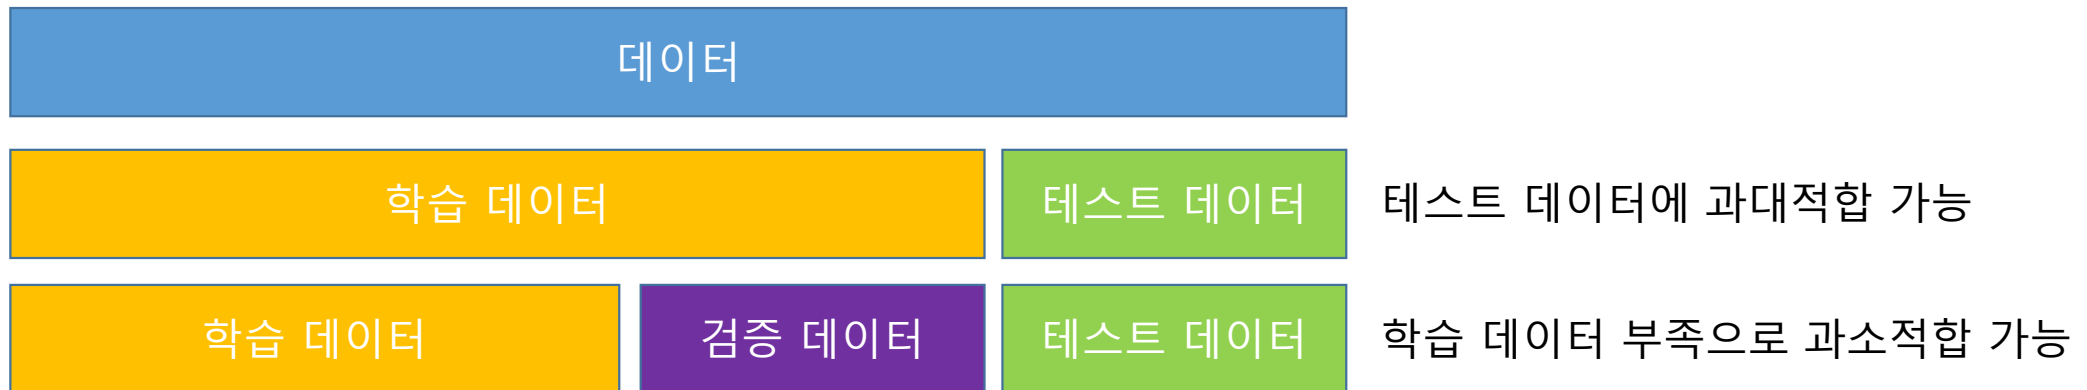 데이터
학습 데이터 테스트 데이터 테스트 데이터에 과대적합 가능
학습 데이터 검증 데이터 테스트 데이터 학습 데이터 부족으로 과소적합 가능